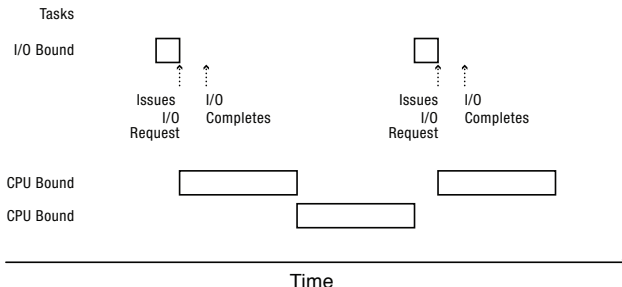 Tasks
I/O Bound
Issues I/O
I/O Completes
Request
Issues I/O
I/O Completes
Request
CPU Bound
CPU Bound
Time